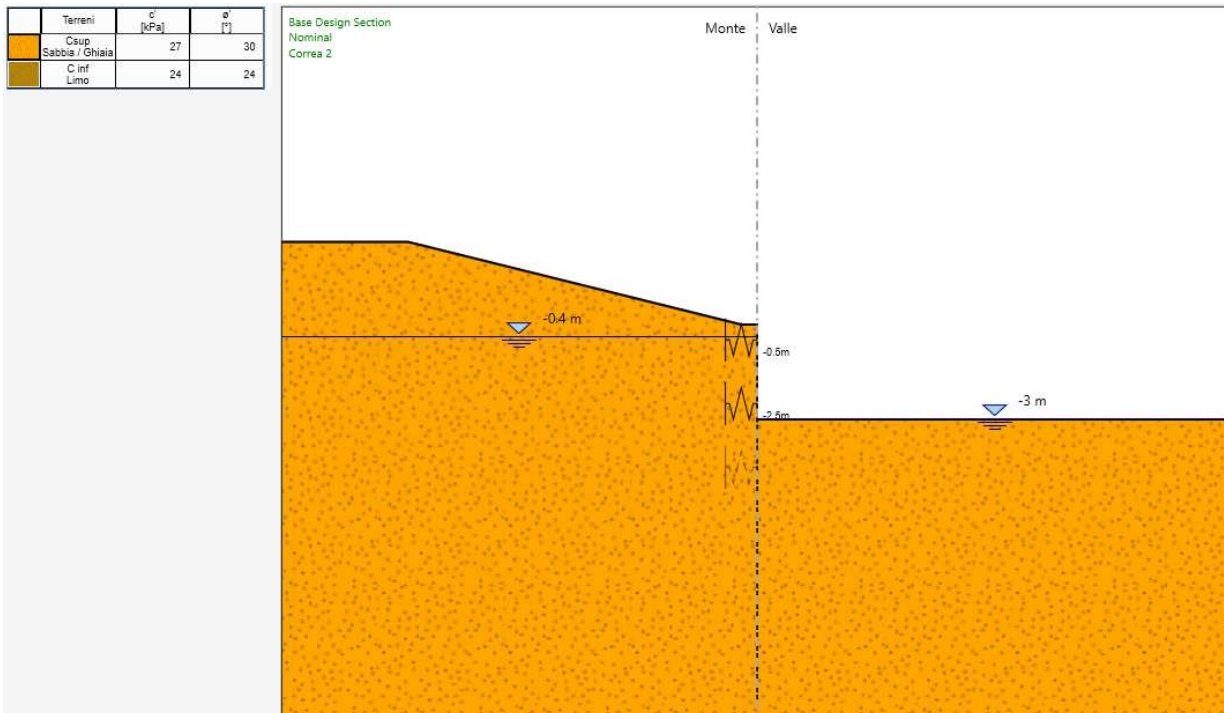 Terreni c' ø'
[kPa] [°]
Csup
Sabbia / Ghiaia 27 30
C inf
Limo 24 24
Base Design Section
Nominal
Correa 2
Monte Valle
-0.4 m
-0.5m
-3 m
-2.5m